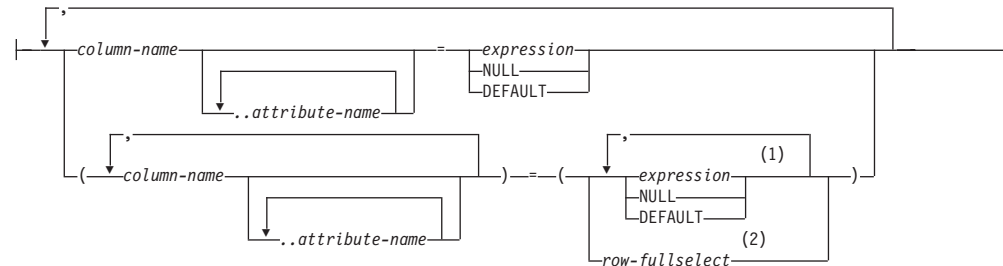 ,
column-name = expression
NULL
DEFAULT
..attribute-name
, ,
(1)
( column-name ) = ( expression )
NULL
DEFAULT
..attribute-name
(2)
row-fullselect